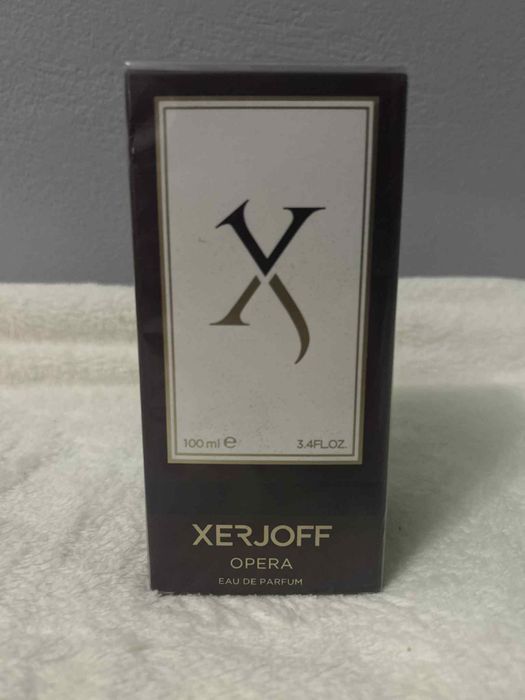 X
100 ml e 3.4FL.OZ.
XERJOFF
OPERA
EAU DE PARFUM